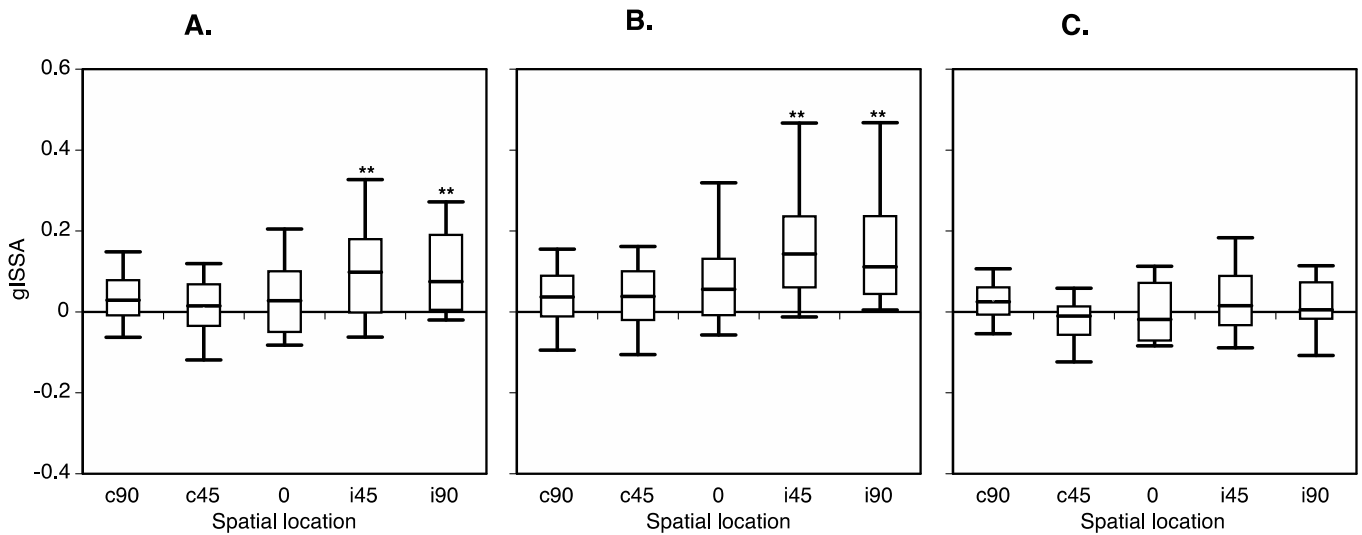 A. B. C.
0.6
0.4
0.2
0
-0.2
-0.4
gISSA
** ** ** **
c90 c45 0 i45 i90 c90 c45 0 i45 i90 c90 c45 0 i45 i90
Spatial location Spatial location Spatial location